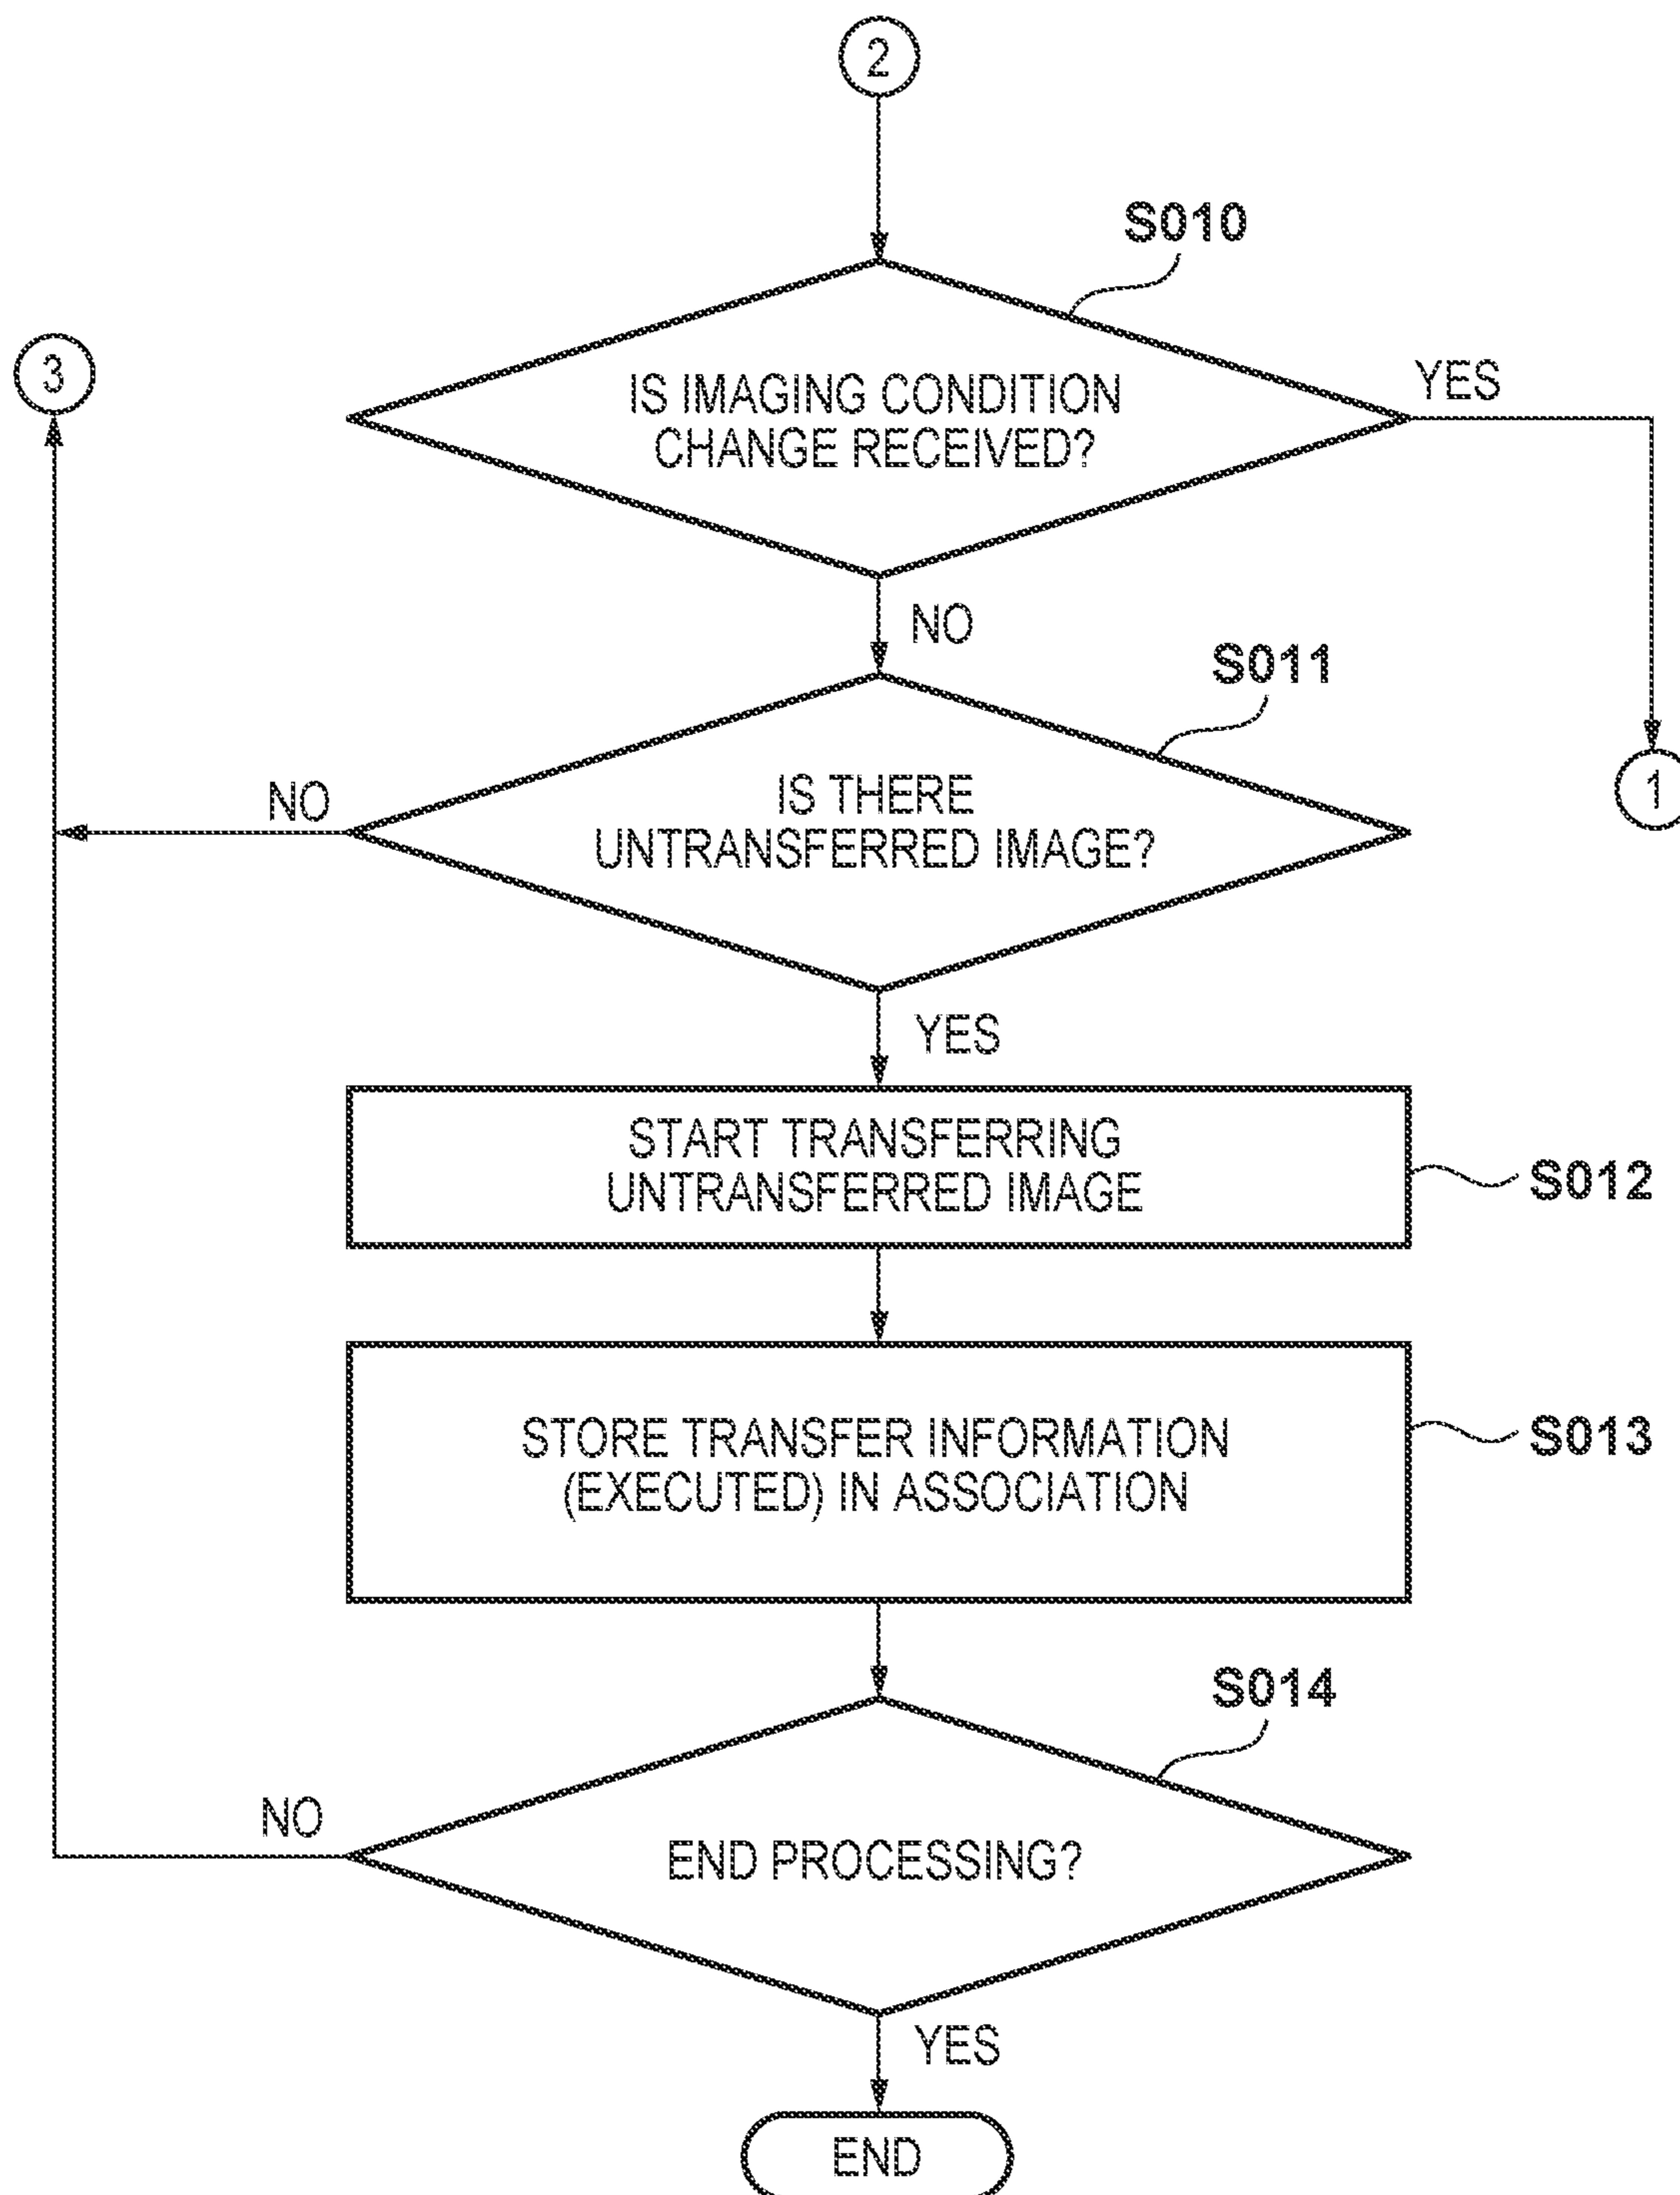 2
S010
3
IS IMAGING CONDITION
CHANGE RECEIVED?
YES
NO
S011
1
NO
IS THERE
UNTRANSFERRED IMAGE?
YES
START TRANSFERRING
UNTRANSFERRED IMAGE
S012
STORE TRANSFER INFORMATION
(EXECUTED) IN ASSOCIATION
S013
S014
NO
END PROCESSING?
YES
END